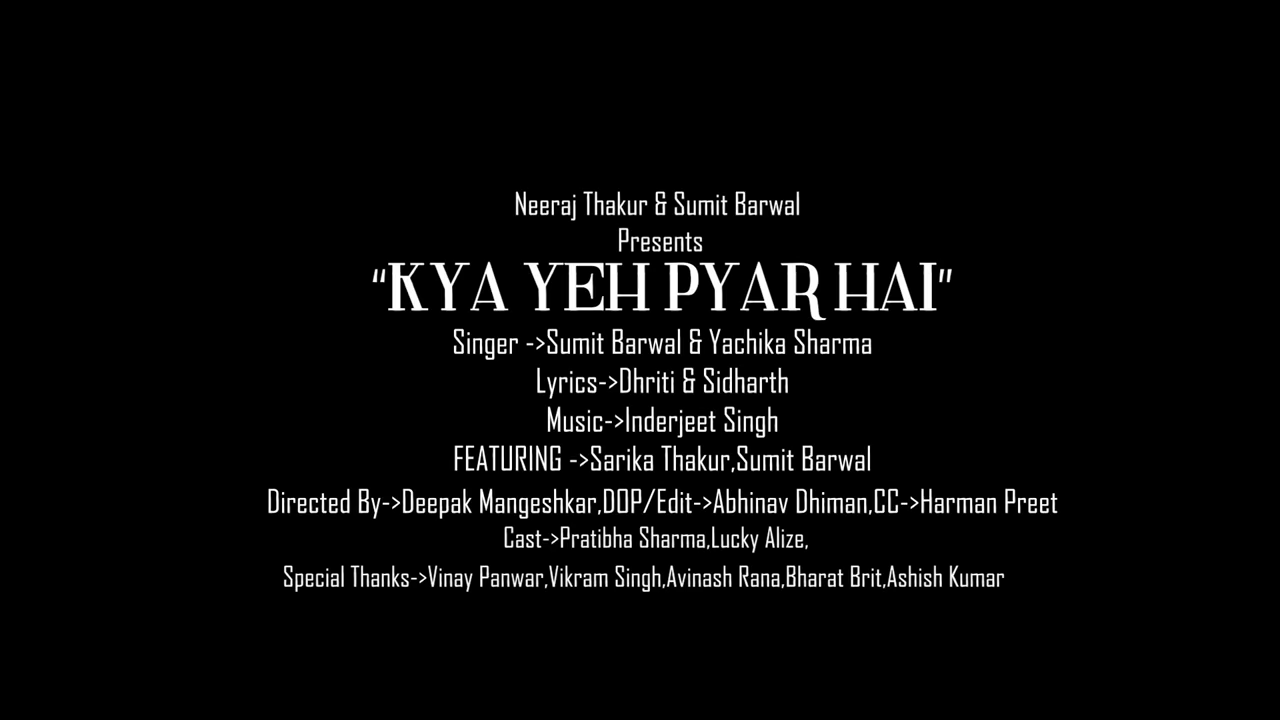 Neeraj Thakur & Sumit Barwal
Presents
“KYA YEH PYAR HAI”
Singer ->Sumit Barwal & Yachika Sharma
Lyrics->Dhriti & Sidharth
Music->Inderjeet Singh
FEATURING ->Sarika Thakur,Sumit Barwal
Directed By->Deepak Mangeshkar,DOP/Edit->Abhinav Dhiman,CC->Harman Preet
Cast->Pratibha Sharma,Lucky Alize,
Special Thanks->Vinay Panwar,Vikram Singh,Avinash Rana,Bharat Brit,Ashish Kumar